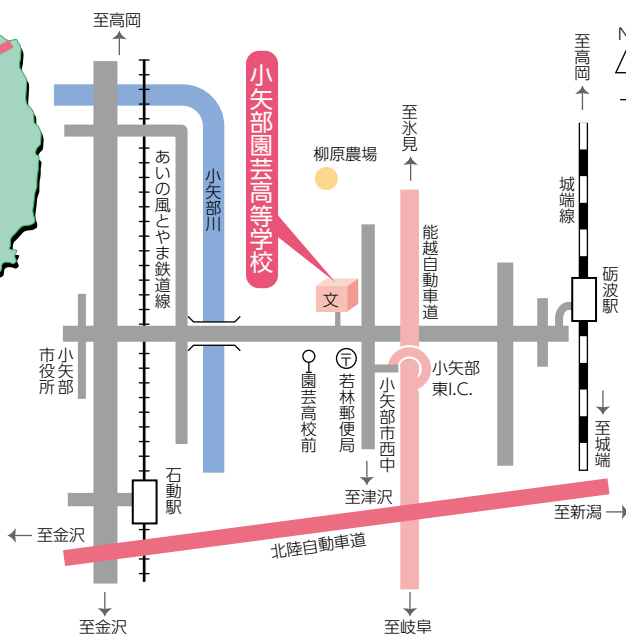 至高岡
N
至高岡
小矢部園芸高等学校
至氷見
柳原農場
あいの風とやま鉄道線
小矢部川
城端線
能越自動車道
砺波駅
文
小矢部
市役所
園芸高校前
〒
若林郵便局
小矢部市西中
小矢部
東I.C.
至城端
石動駅
至津沢
至新潟
至金沢
北陸自動車道
至金沢
至岐阜